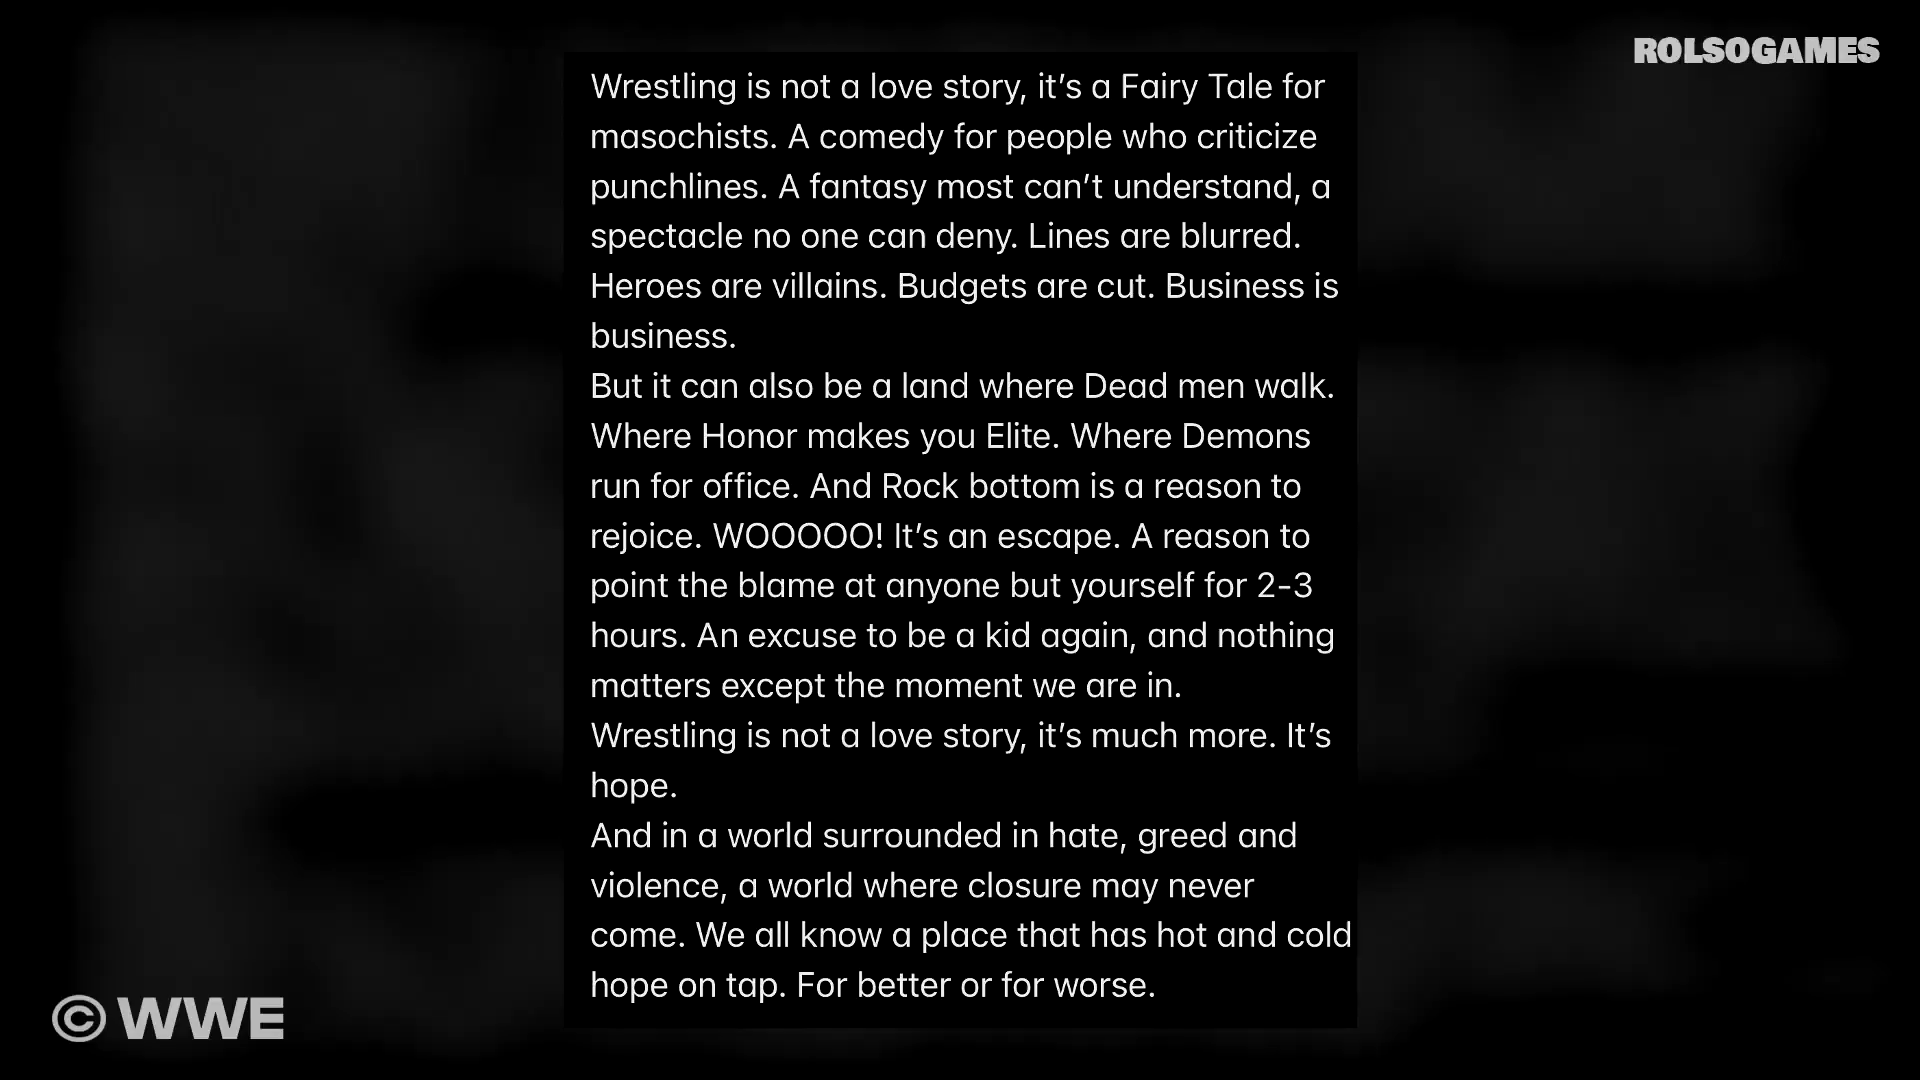 ROLSOGAMES
Wrestling is not a love story, it’s a Fairy Tale for
masochists. A comedy for people who criticize
punchlines. A fantasy most can’t understand, a
spectacle no one can deny. Lines are blurred.
Heroes are villains. Budgets are cut. Business is
business.
But it can also be a land where Dead men walk.
Where Honor makes you Elite. Where Demons
run for office. And Rock bottom is a reason to
rejoice. WOOOOO! It’s an escape. A reason to
point the blame at anyone but yourself for 2-3
hours. An excuse to be a kid again, and nothing
matters except the moment we are in.
Wrestling is not a love story, it’s much more. It’s
hope.
And in a world surrounded in hate, greed and
violence, a world where closure may never
come. We all know a place that has hot and cold
hope on tap. For better or for worse.
© WWE